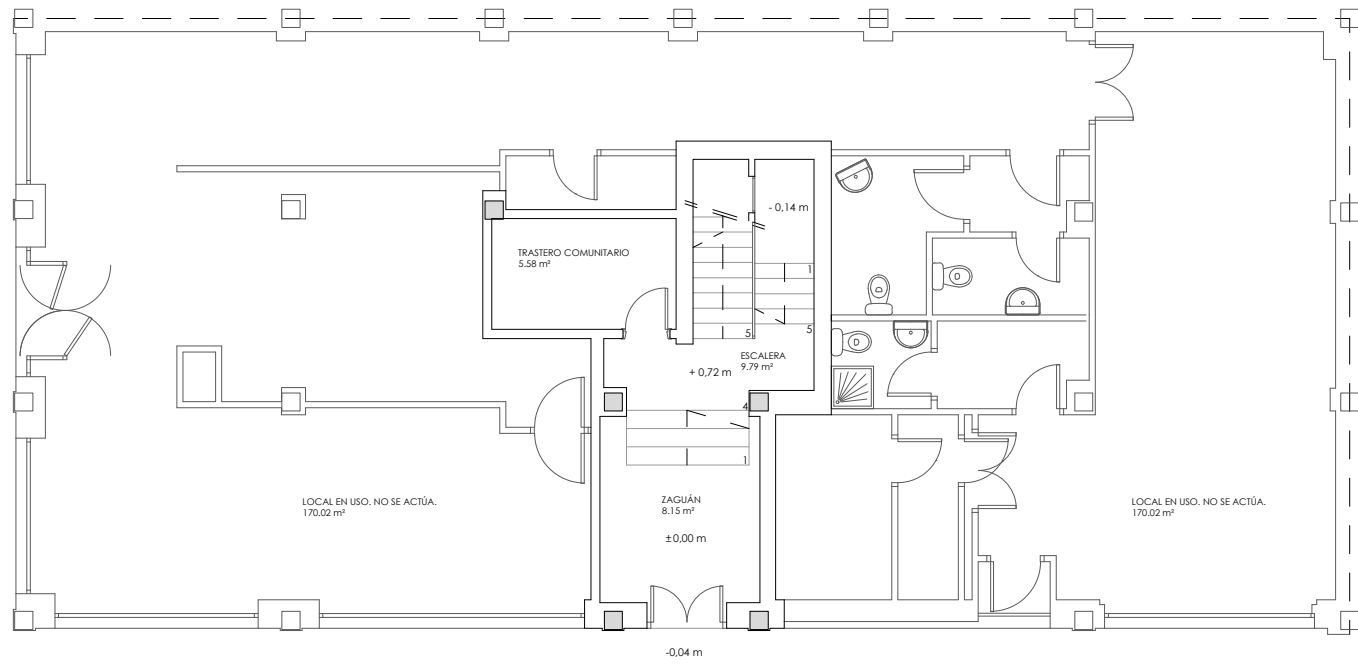 - 0,14 m
TRASTERO COMUNITARIO
5.58 m²
1
5
5
ESCALERA
9.79 m²
+ 0,72 m
4
1
LOCAL EN USO. NO SE ACTÚA.
170.02 m²
ZAGUÁN
8.15 m²
±0,00 m
LOCAL EN USO. NO SE ACTÚA.
170.02 m²
-0,04 m